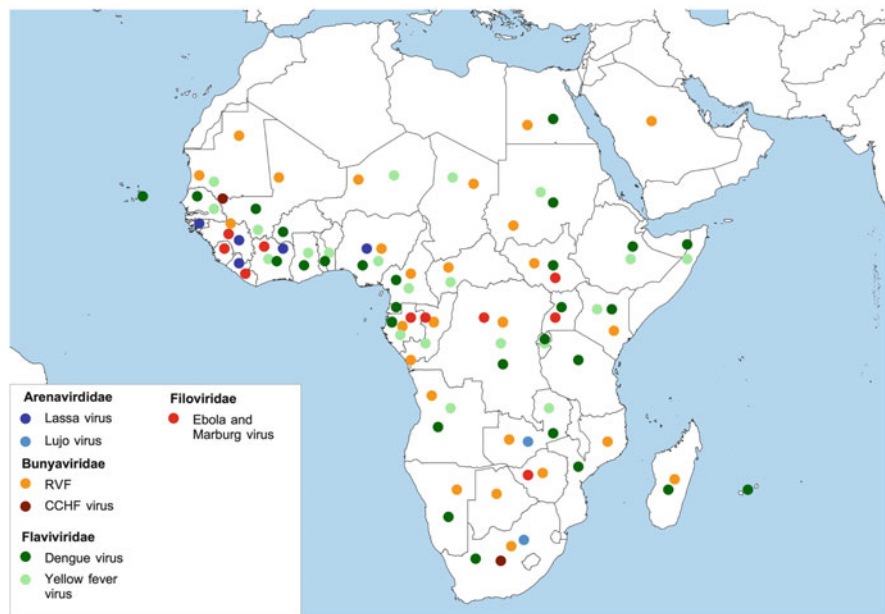 Arenavirdidae
Lassa virus
Lujo virus
Bunyaviridae
RVF
CCHF virus
Flaviviridae
Dengue virus
Yellow fever
virus
Filoviridae
Ebola and
Marburg virus